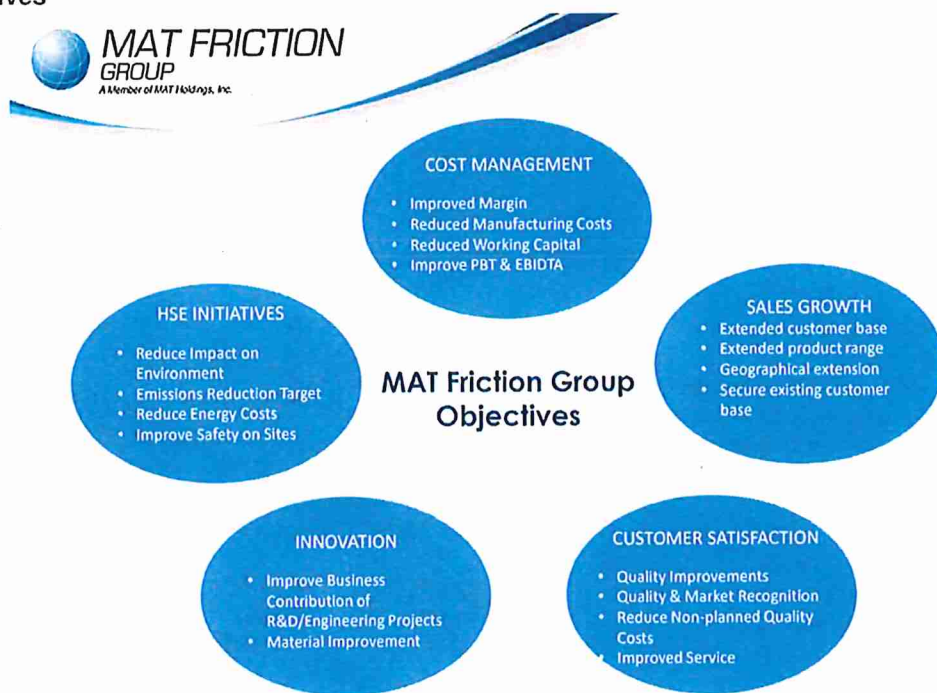 MAT FRICTION
GROUP
A Member of MAT Holdings, Inc.
COST MANAGEMENT
• Improved Margin
• Reduced Manufacturing Costs
• Reduced Working Capital
• Improve PBT & EBIDTA
HSE INITIATIVES
• Reduce Impact on
Environment
• Emissions Reduction Target
• Reduce Energy Costs
• Improve Safety on Sites
MAT Friction Group
Objectives
SALES GROWTH
• Extended customer base
• Extended product range
• Geographical extension
• Secure existing customer
base
INNOVATION
• Improve Business
Contribution of
R&D/Engineering Projects
• Material Improvement
CUSTOMER SATISFACTION
• Quality Improvements
• Quality & Market Recognition
• Reduce Non-planned Quality
Costs
• Improved Service